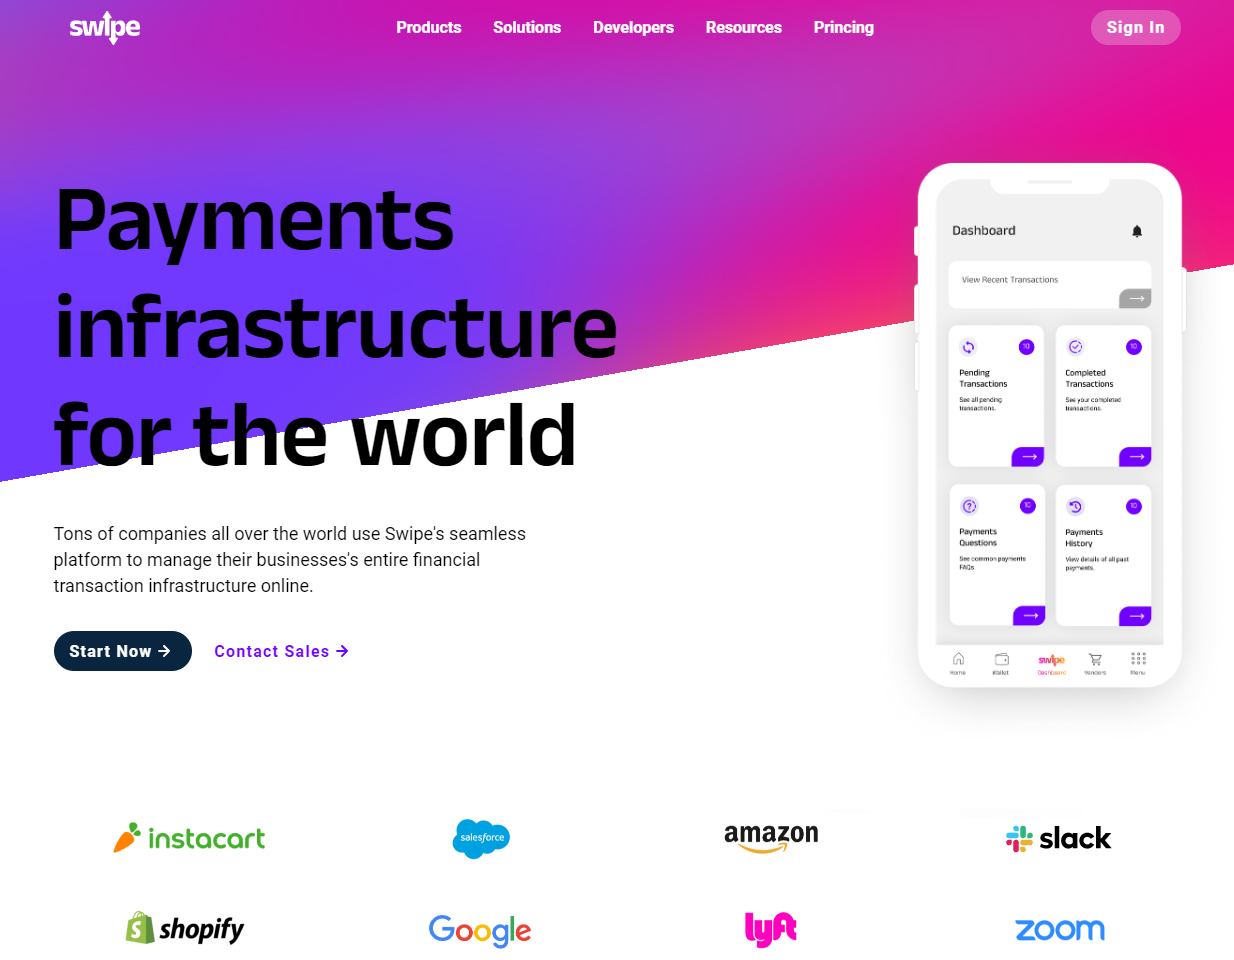 swipe
Products Solutions Developers Resources Princing
Sign In
Payments
infrastructure
for the world
Tons of companies all over the world use Swipe's seamless
platform to manage their businesses's entire financial
transaction infrastructure online.
Start Now →
Contact Sales →
Dashboard
View Recent Transactions
10
Pending
Transactions
See all pending
transactions.
10
Completed
Transactions
See your completed
transactions.
10
Payments
Questions
See common payments
FAQs.
10
Payments
History
View details of all past
payments.
Home
Wallet
swipe
Dashboard
Vendors
Menu
instacart
salesforce
amazon
slack
shopify
Google
lyft
zoom